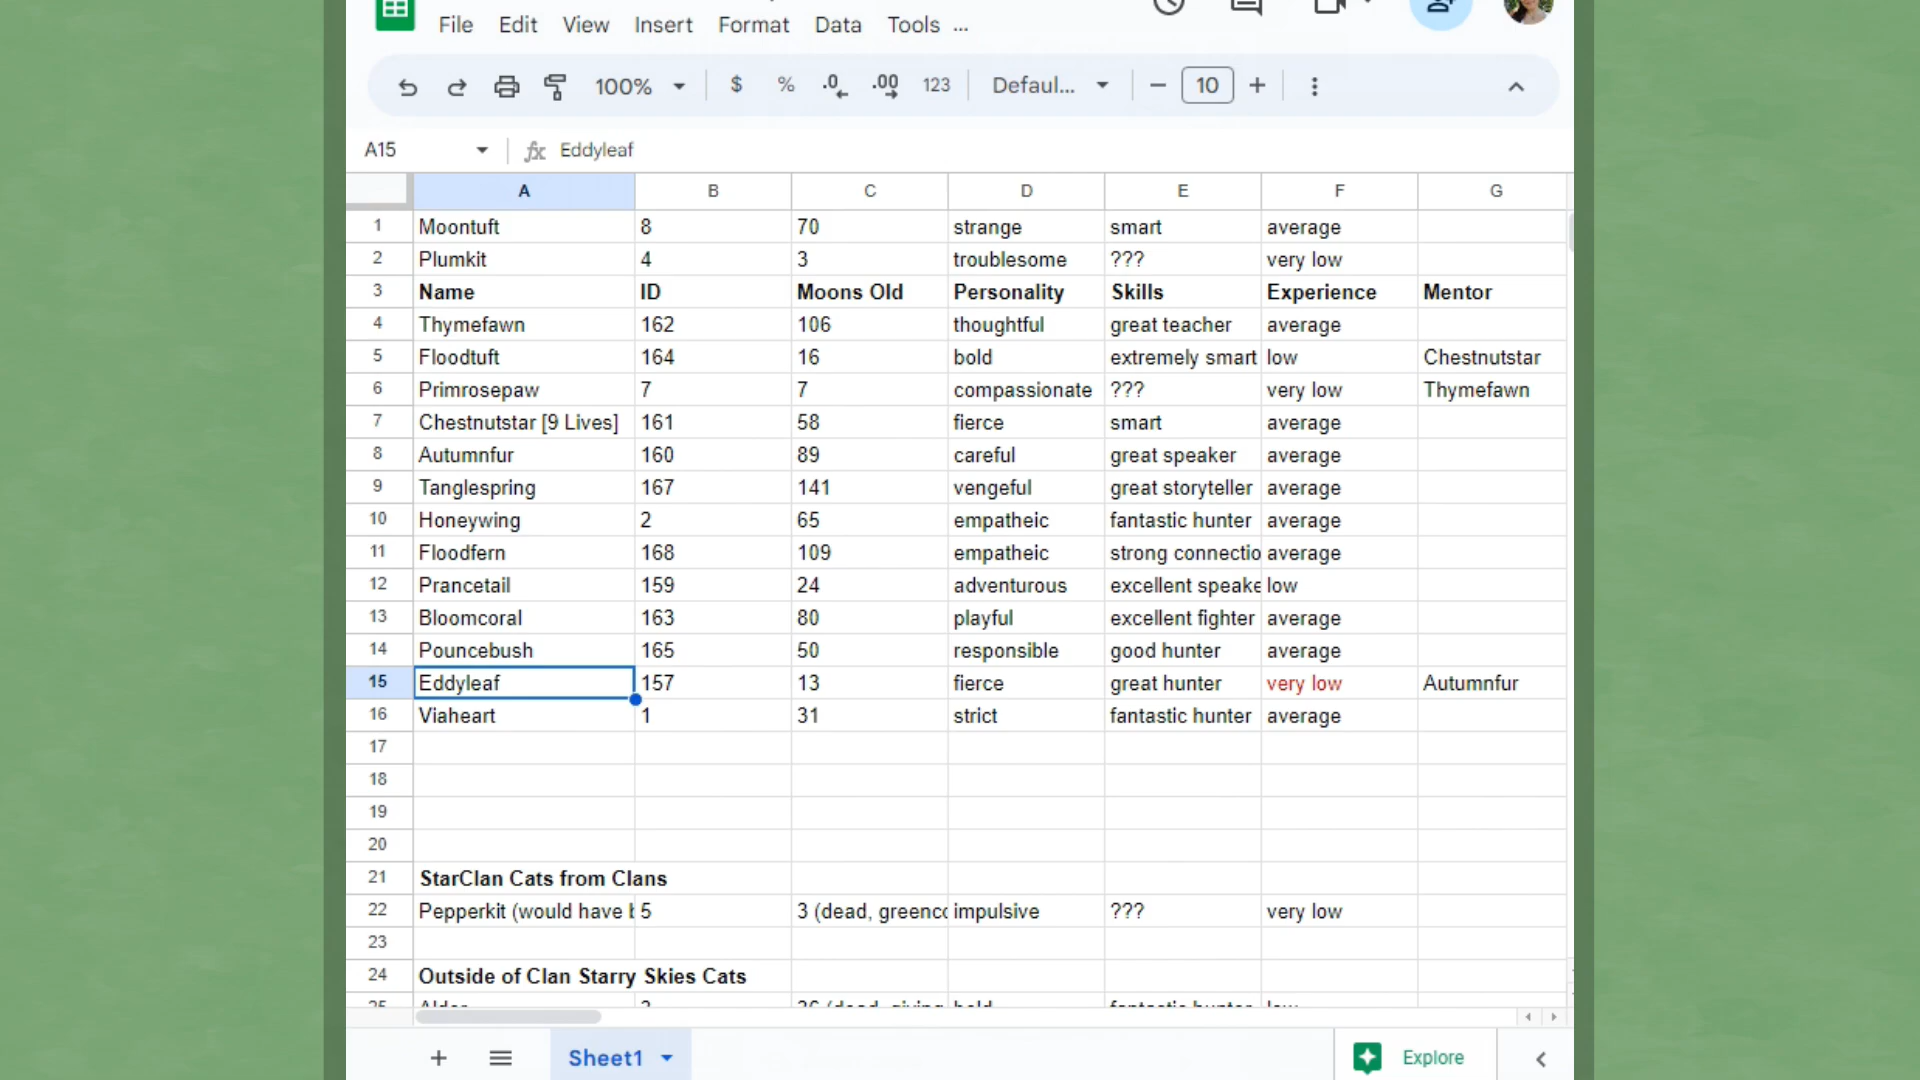 File Edit View Insert Format Data Tools ...
100% $ % .0 .00 123 Defaul... 10
A15 fx Eddyleaf
A B C D E F G
1 Moontuft 8 70 strange smart average
2 Plumkit 4 3 troublesome ??? very low
3 Name ID Moons Old Personality Skills Experience Mentor
4 Thymefawn 162 106 thoughtful great teacher average
5 Floodtuft 164 16 bold extremely smart low Chestnutstar
6 Primrosepaw 7 7 compassionate ??? very low Thymefawn
7 Chestnutstar [9 Lives] 161 58 fierce smart average
8 Autumnfur 160 89 careful great speaker average
9 Tanglespring 167 141 vengeful great storyteller average
10 Honeywing 2 65 empatheic fantastic hunter average
11 Floodfern 168 109 empatheic strong connectio average
12 Prancetail 159 24 adventurous excellent speake low
13 Bloomcoral 163 80 playful excellent fighter average
14 Pouncebush 165 50 responsible good hunter average
15 Eddyleaf 157 13 fierce great hunter very low Autumnfur
16 Viaheart 1 31 strict fantastic hunter average
17
18
19
20
21 StarClan Cats from Clans
22 Pepperkit (would have 5 3 (dead, greenco impulsive ??? very low
23
24 Outside of Clan Starry Skies Cats
25
Sheet1 Explore